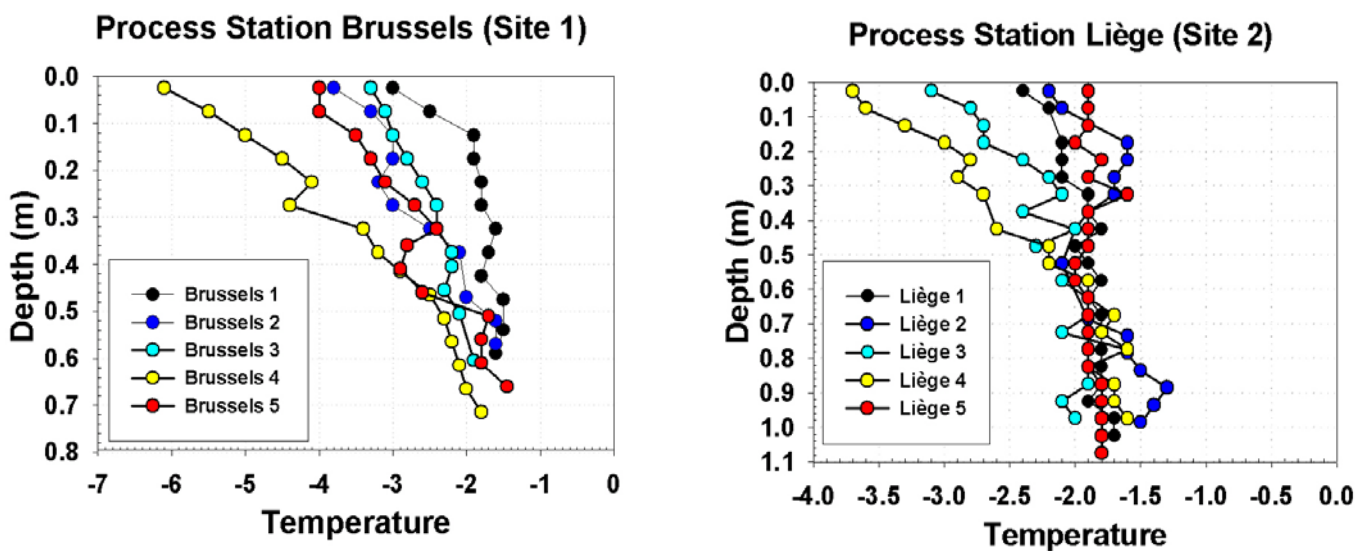 Process Station Brussels (Site 1)
0.0
0.1
0.2
0.3
0.4
0.5
0.6
0.7
0.8
Depth (m)
Brussels 1
Brussels 2
Brussels 3
Brussels 4
Brussels 5
-7 -6 -5 -4 -3 -2 -1 0
Temperature
Process Station Liège (Site 2)
0.0
0.1
0.2
0.3
0.4
0.5
0.6
0.7
0.8
0.9
1.0
1.1
Depth (m)
Liège 1
Liège 2
Liège 3
Liège 4
Liège 5
-4.0 -3.5 -3.0 -2.5 -2.0 -1.5 -1.0 -0.5 0.0
Temperature